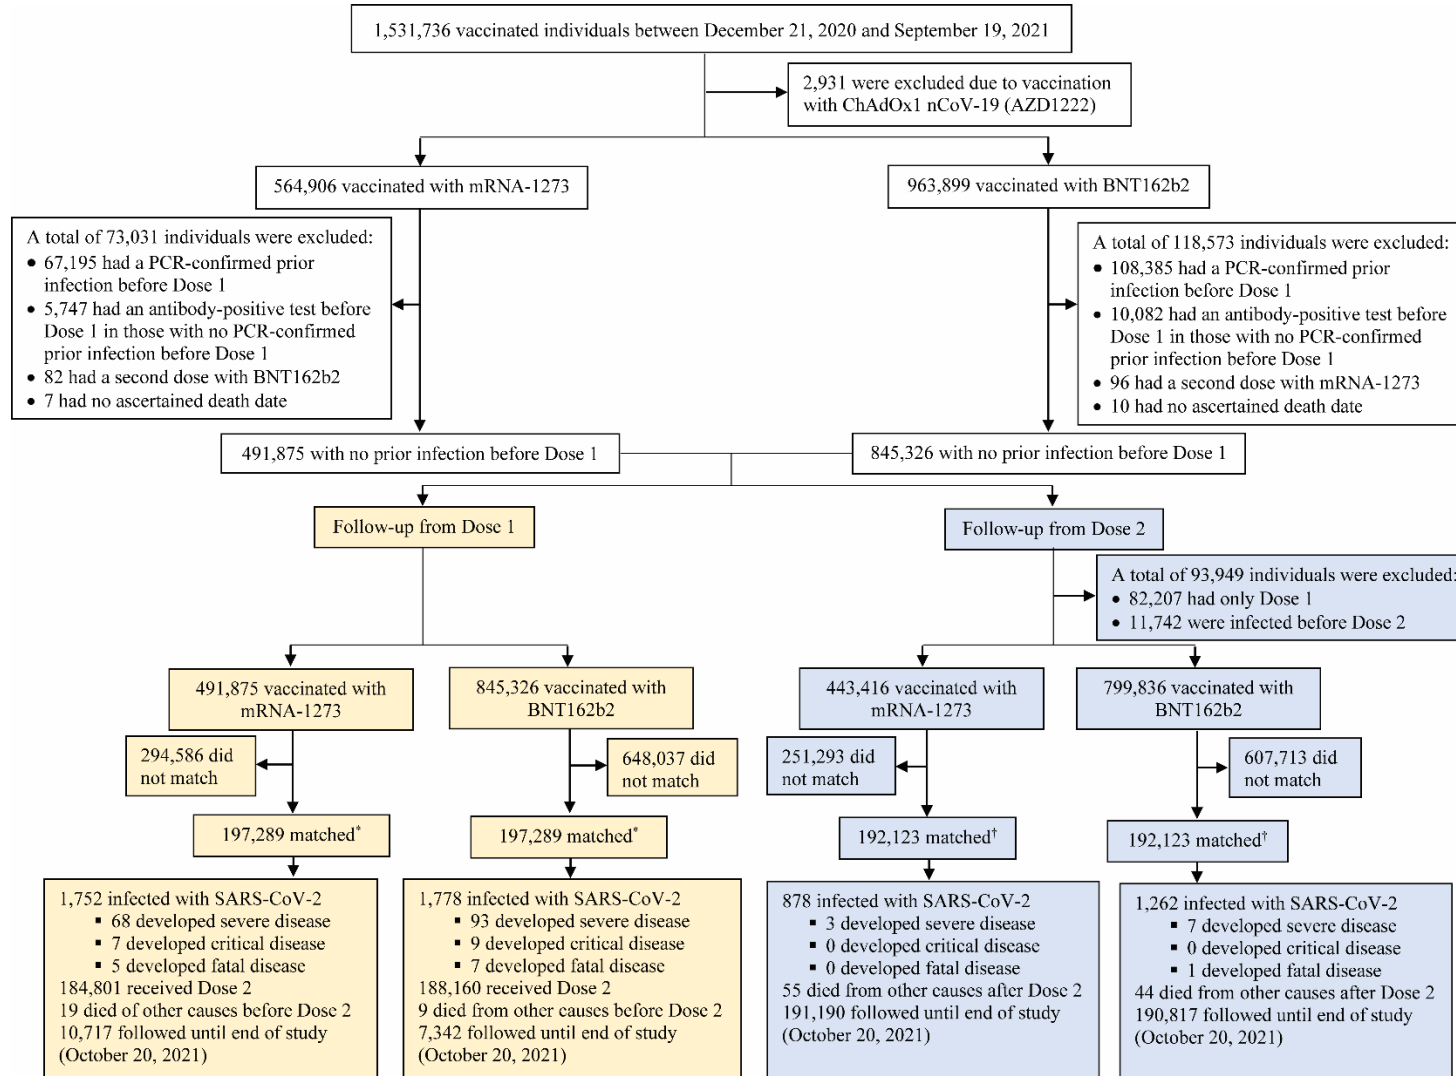 1,531,736 vaccinated individuals between December 21, 2020 and September 19, 2021
2,931 were excluded due to vaccination
with ChAdOx1 nCoV-19 (AZD1222)
564,906 vaccinated with mRNA-1273
963,899 vaccinated with BNT162b2
A total of 73,031 individuals were excluded:
• 67,195 had a PCR-confirmed prior
infection before Dose 1
• 5,747 had an antibody-positive test before
Dose 1 in those with no PCR-confirmed
prior infection before Dose 1
• 82 had a second dose with BNT162b2
• 7 had no ascertained death date
A total of 118,573 individuals were excluded:
• 108,385 had a PCR-confirmed prior
infection before Dose 1
• 10,082 had an antibody-positive test before
Dose 1 in those with no PCR-confirmed
prior infection before Dose 1
• 96 had a second dose with mRNA-1273
• 10 had no ascertained death date
491,875 with no prior infection before Dose 1
845,326 with no prior infection before Dose 1
Follow-up from Dose 1
Follow-up from Dose 2
A total of 93,949 individuals were excluded:
• 82,207 had only Dose 1
• 11,742 were infected before Dose 2
491,875 vaccinated with
mRNA-1273
845,326 vaccinated with
BNT162b2
443,416 vaccinated with
mRNA-1273
799,836 vaccinated with
BNT162b2
294,586 did
not match
648,037 did
not match
251,293 did
not match
607,713 did
not match
197,289 matched*
197,289 matched*
192,123 matched†
192,123 matched†
1,752 infected with SARS-CoV-2
▪ 68 developed severe disease
▪ 7 developed critical disease
▪ 5 developed fatal disease
184,801 received Dose 2
19 died of other causes before Dose 2
10,717 followed until end of study
(October 20, 2021)
1,778 infected with SARS-CoV-2
▪ 93 developed severe disease
▪ 9 developed critical disease
▪ 7 developed fatal disease
188,160 received Dose 2
9 died from other causes before Dose 2
7,342 followed until end of study
(October 20, 2021)
878 infected with SARS-CoV-2
▪ 3 developed severe disease
▪ 0 developed critical disease
▪ 0 developed fatal disease
55 died from other causes after Dose 2
191,190 followed until end of study
(October 20, 2021)
1,262 infected with SARS-CoV-2
▪ 7 developed severe disease
▪ 0 developed critical disease
▪ 1 developed fatal disease
44 died from other causes after Dose 2
190,817 followed until end of study
(October 20, 2021)